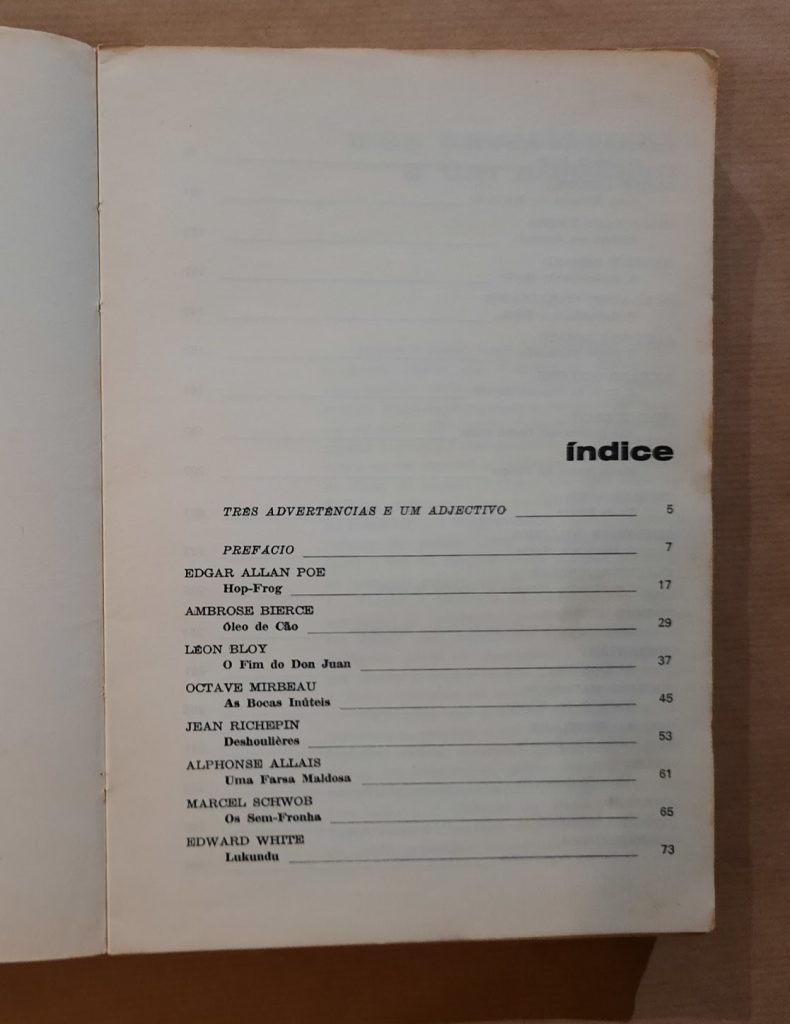 índice
TRÊS ADVERTÊNCIAS E UM ADJECTIVO 5
PREFÁCIO 7
EDGAR ALLAN POE
Hop-Frog 17
AMBROSE BIERCE
Óleo de Cão 29
LÉON BLOY
O Fim do Don Juan 37
OCTAVE MIRBEAU
As Bocas Inúteis 45
JEAN RICHEPIN
Deshoulières 53
ALPHONSE ALLAIS
Uma Farsa Maldosa 61
MARCEL SCHWOB
Os Sem-Fronha 65
EDWARD WHITE
Lukundu 73